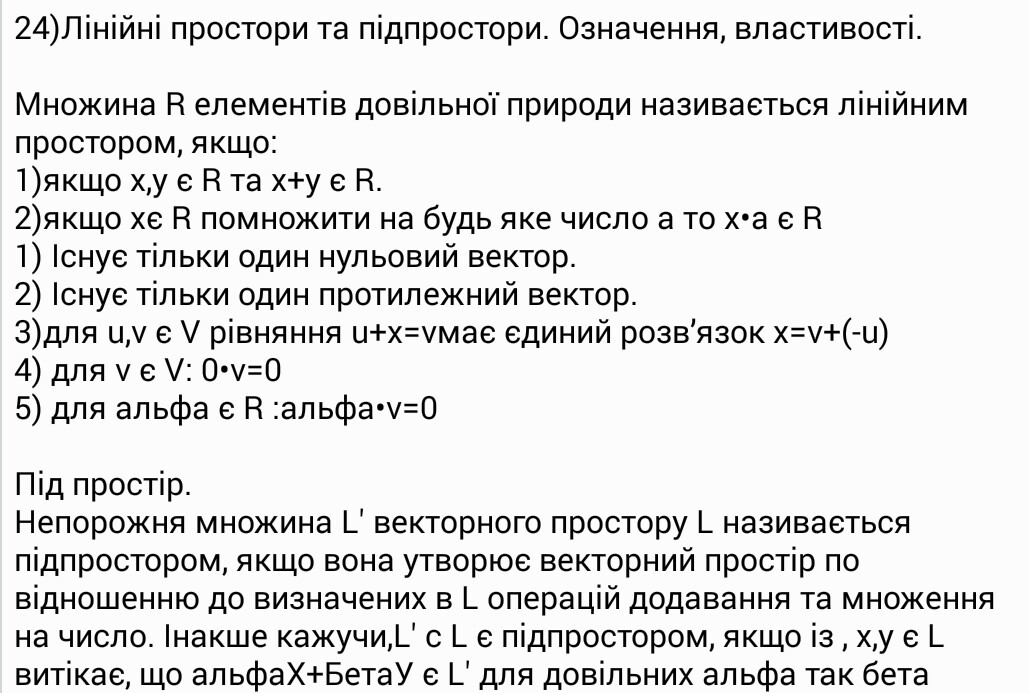 24)Лінійні простори та підпростори. Означення, властивості.
Множина R елементів довільної природи називається лінійним
простором, якщо:
1)якщо x,y є R та x+y є R.
2)якщо хє R помножити на будь яке число а то x•a є R
1) Існує тільки один нульовий вектор.
2) Існує тільки один протилежний вектор.
3)для u,v є V рівняння u+x=vмає єдиний розв’язок x=v+(-u)
4) для v є V: 0•v=0
5) для альфа є R :альфа•v=0
Під простір.
Непорожня множина L' векторного простору L називається
підпростором, якщо вона утворює векторний простір по
відношенню до визначених в L операцій додавання та множення
на число. Інакше кажучи,L' с L є підпростором, якщо із , x,y є L
витікає, що альфаX+БетаУ є L' для довільних альфа так бета